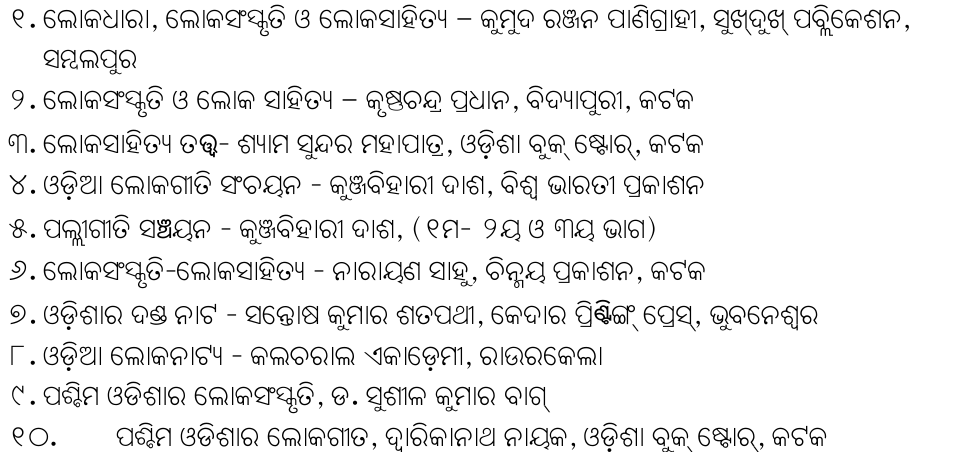 ୧. ଲୋକଧାରା, ଲୋକସଂସ୍କୃତି ଓ ଲୋକସାହିତ୍ୟ – କୁମୁଦ ରଞ୍ଜନ ପାଣିଗ୍ରାହୀ, ସୁଖ୍‌ଦୁଖ୍ ପବ୍ଲିକେଶନ,
ସମ୍ବଲପୁର
୨. ଲୋକସଂସ୍କୃତି ଓ ଲୋକ ସାହିତ୍ୟ – କୃଷ୍ଣଚନ୍ଦ୍ର ପ୍ରଧାନ, ବିଦ୍ୟାପୁରୀ, କଟକ
୩. ଲୋକସାହିତ୍ୟ ତତ୍ତ୍ୱ- ଶ୍ୟାମ ସୁନ୍ଦର ମହାପାତ୍ର, ଓଡ଼ିଶା ବୁକ୍ ଷ୍ଟୋର୍, କଟକ
୪. ଓଡ଼ିଆ ଲୋକଗୀତି ସଂଚୟନ - କୁଞ୍ଜବିହାରୀ ଦାଶ, ବିଶ୍ୱ ଭାରତୀ ପ୍ରକାଶନ
୫. ପଲ୍ଲୀଗୀତି ସଞ୍ଚୟନ - କୁଞ୍ଜବିହାରୀ ଦାଶ, (୧ମ- ୨ୟ ଓ ୩ୟ ଭାଗ)
୬. ଲୋକସଂସ୍କୃତି-ଲୋକସାହିତ୍ୟ - ନାରାୟଣ ସାହୁ, ଚିନ୍ମୟ ପ୍ରକାଶନ, କଟକ
୭. ଓଡ଼ିଶାର ଦଣ୍ଡ ନାଟ - ସନ୍ତୋଷ କୁମାର ଶତପଥୀ, କେଦାର ପ୍ରିଣ୍ଟିଙ୍ଗ୍ ପ୍ରେସ୍, ଭୁବନେଶ୍ୱର
୮. ଓଡ଼ିଆ ଲୋକନାଟ୍ୟ - କଲଚରାଲ ଏକାଡ଼େମୀ, ରାଉରକେଲା
୯. ପଶ୍ଚିମ ଓଡିଶାର ଲୋକସଂସ୍କୃତି, ଡ. ସୁଶୀଳ କୁମାର ବାଗ୍
୧୦. ପଶ୍ଚିମ ଓଡିଶାର ଲୋକଗୀତ, ଦ୍ୱାରିକାନାଥ ନାୟକ, ଓଡ଼ିଶା ବୁକ୍ ଷ୍ଟୋର୍, କଟକ